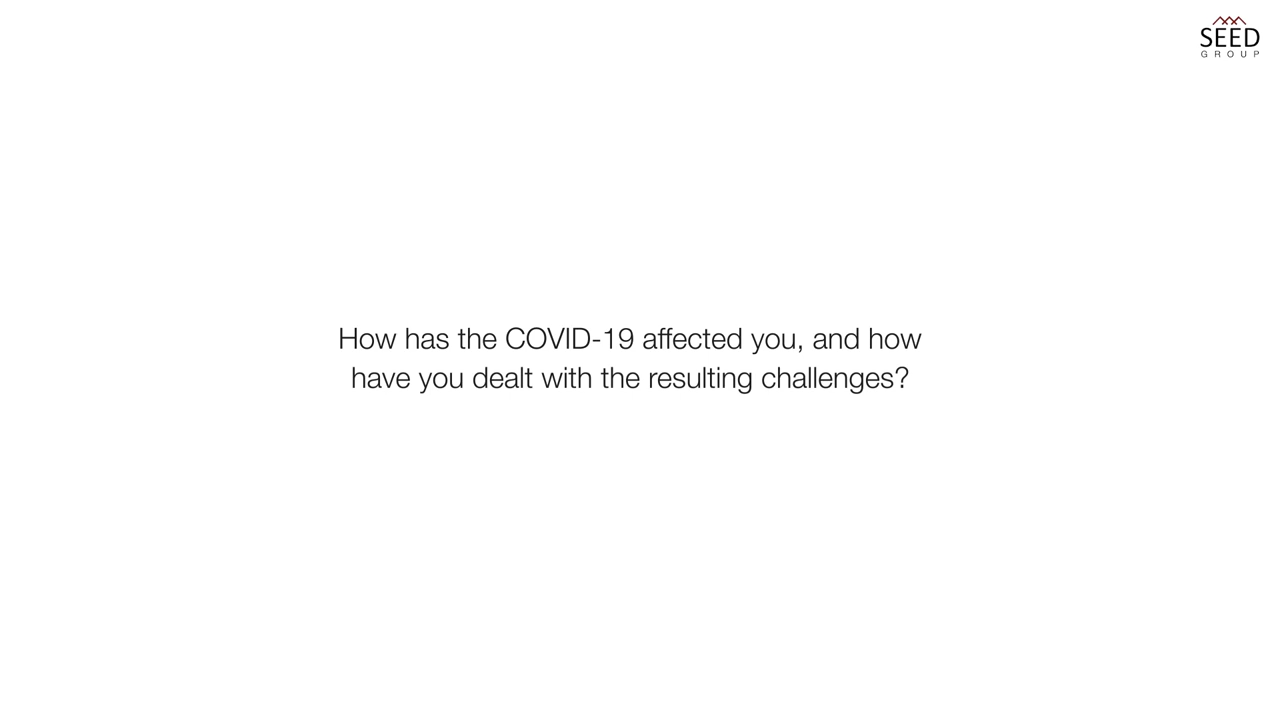 SEED
GROUP
How has the COVID-19 affected you, and how
have you dealt with the resulting challenges?